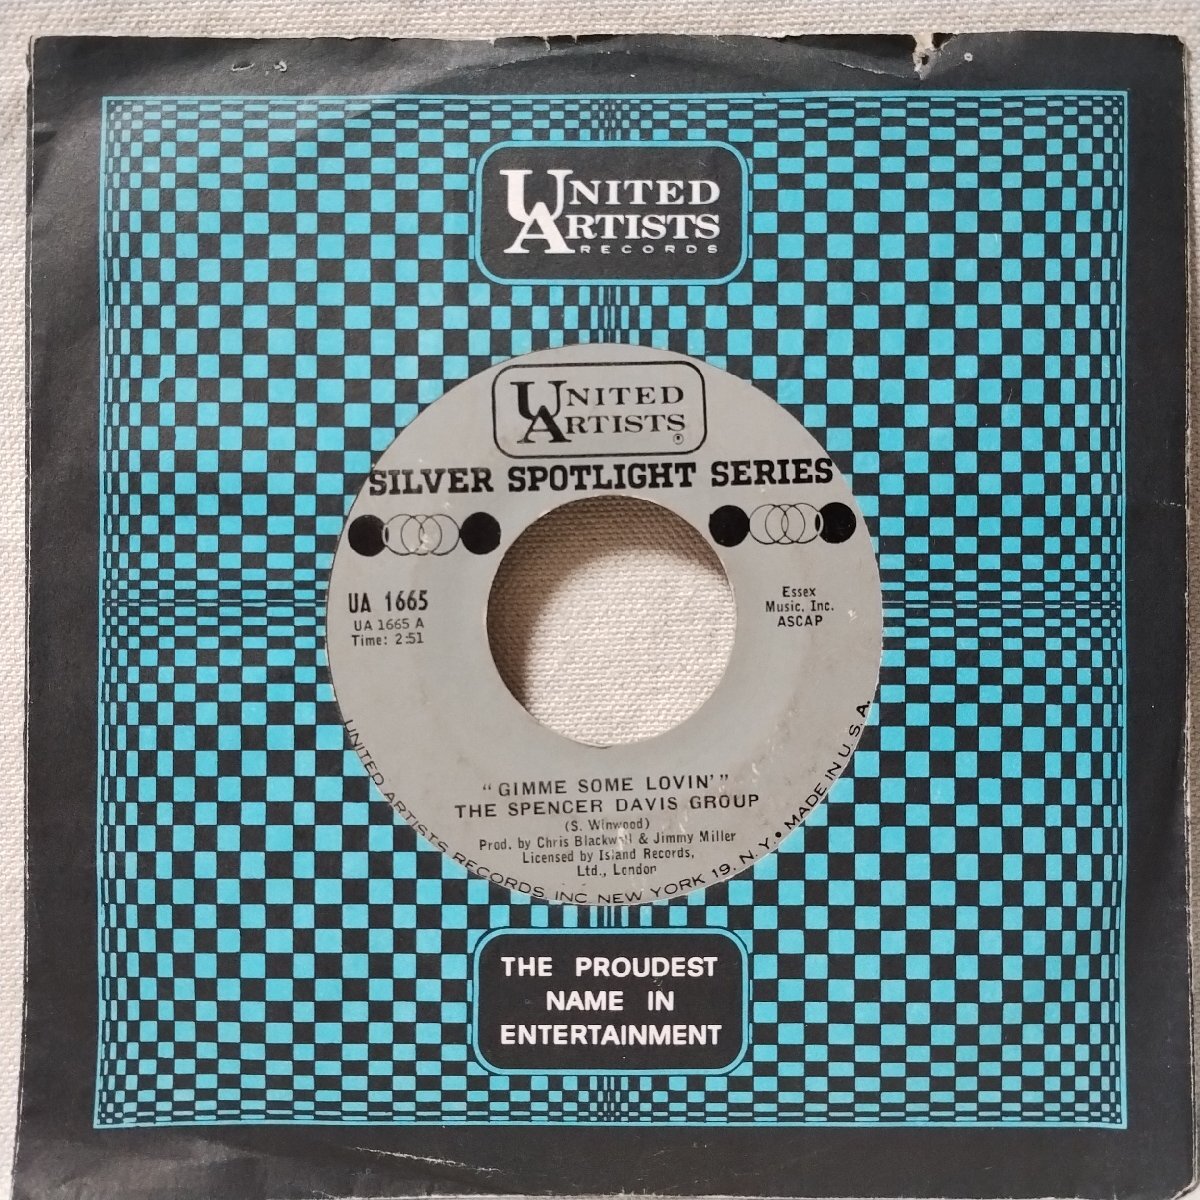 UNITED
ARTISTS
RECORDS
UNITED
ARTISTS
®
SILVER SPOTLIGHT SERIES
UA 1665
UA 1665 A
Time: 2:51
Essex
Music, Inc.
ASCAP
"GIMME SOME LOVIN'"
THE SPENCER DAVIS GROUP
(S. Winwood)
Prod. by Chris Blackwell & Jimmy Miller
Licensed by Island Records,
Ltd., London
UNITED ARTISTS RECORDS, INC. NEW YORK 19, N.Y. • MADE IN U.S.A.
THE PROUDEST
NAME IN
ENTERTAINMENT